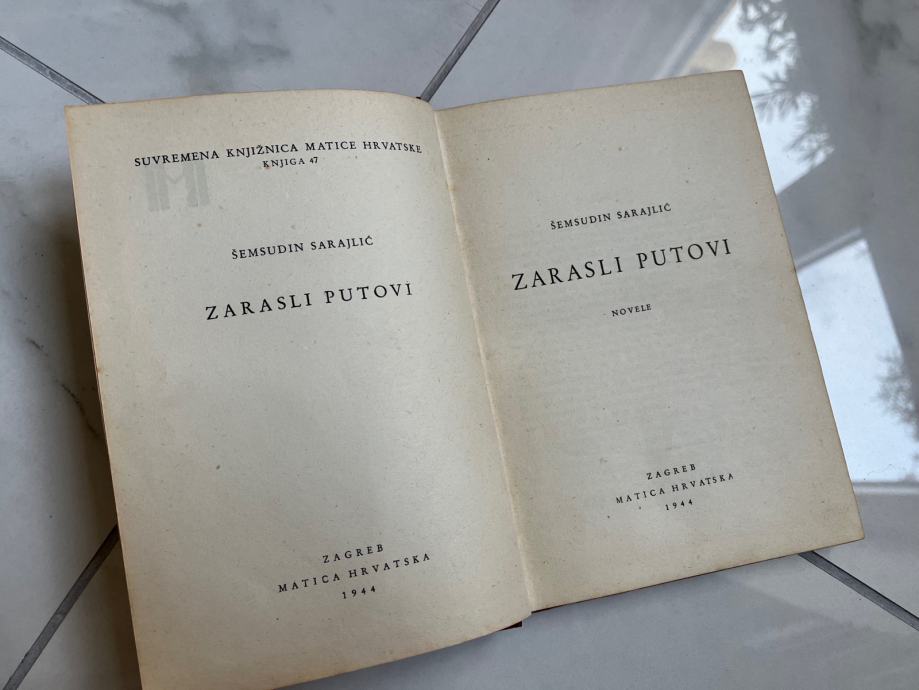 SUVREMENA KNJIŽNICA MATICE HRVATSKE
KNJIGA 47
ŠEMSUDIN SARAJLIĆ
ZARASLI PUTOVI
ZAGREB
MATICA HRVATSKA
1944
ŠEMSUDIN SARAJLIĆ
ZARASLI PUTOVI
NOVELE
ZAGREB
MATICA HRVATSKA
1944